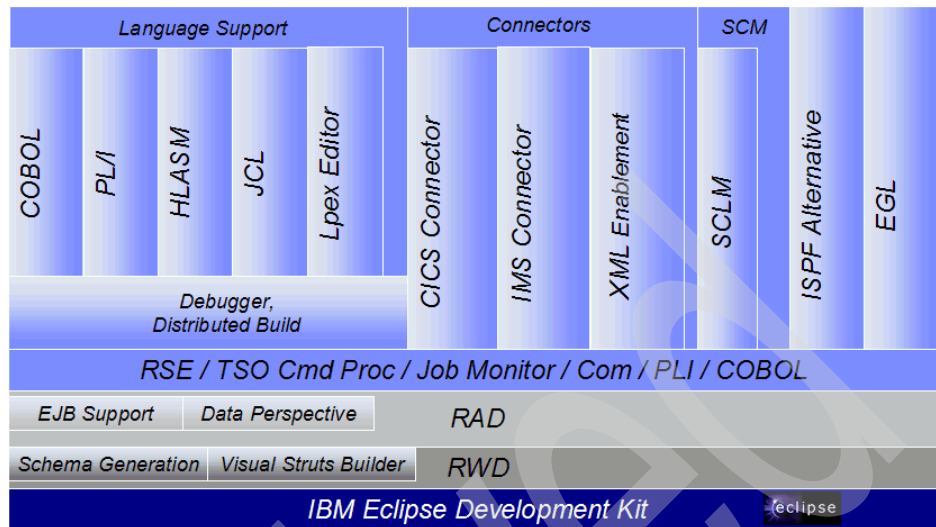 Language Support
Connectors
SCM
COBOL
PL/I
HLASM
JCL
Lpex Editor
CICS Connector
IMS Connector
XML Enablement
SCLM
ISPF Alternative
EGL
Debugger,
Distributed Build
RSE / TSO Cmd Proc / Job Monitor / Com / PLI / COBOL
EJB Support
Data Perspective
RAD
Schema Generation
Visual Struts Builder
RWD
IBM Eclipse Development Kit
eclipse